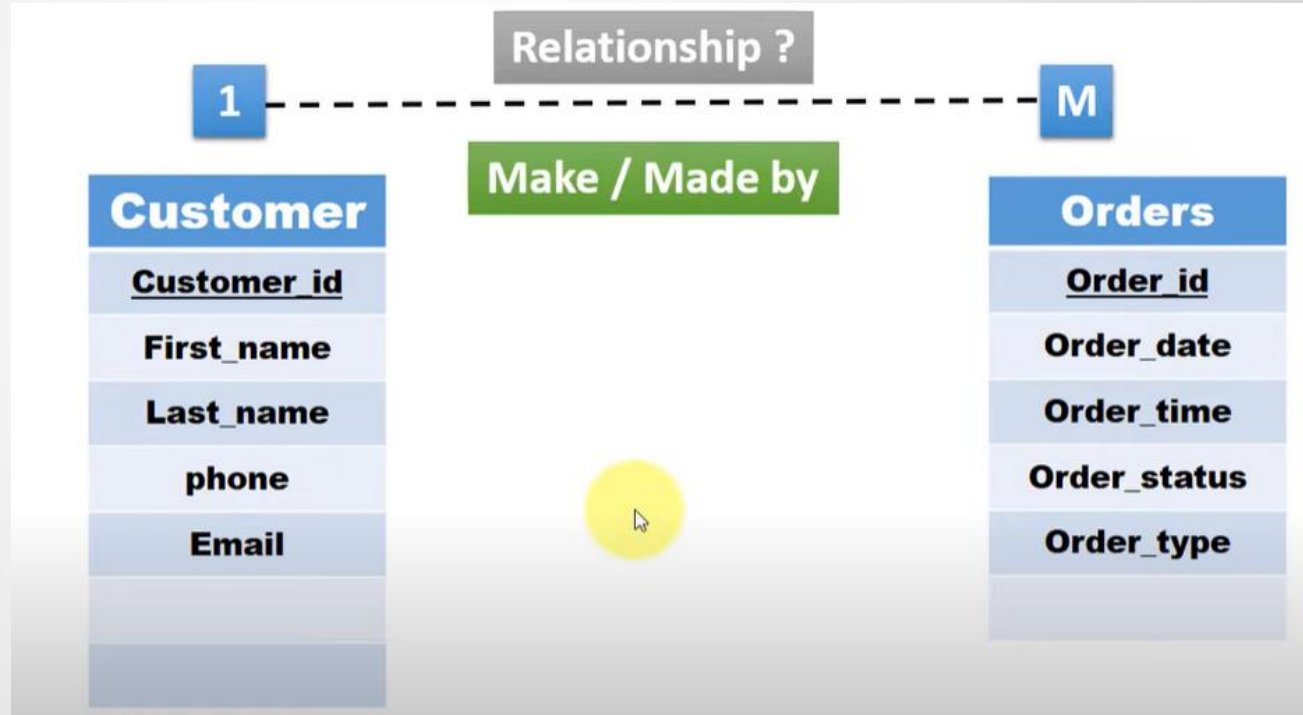 Relationship ?
1
M
Make / Made by
Customer
Customer_id
First_name
Last_name
phone
Email
Orders
Order_id
Order_date
Order_time
Order_status
Order_type